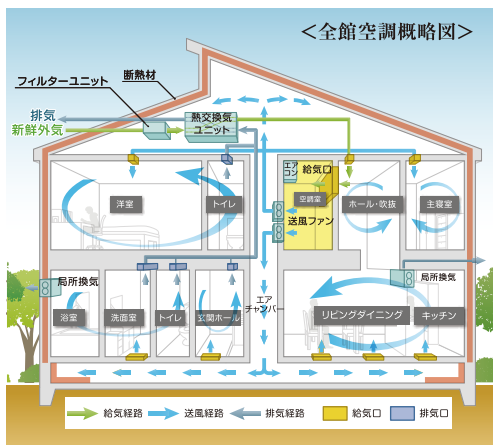 ＜全館空調概略図＞
フィルターユニット
断熱材
排気
新鮮外気
熱交換気
ユニット
エアコン
給気口
空調室
送風ファン
洋室
トイレ
ホール・吹抜
主寝室
局所換気
浴室
洗面室
トイレ
玄関ホール
エア
チャンバー
リビングダイニング
局所換気
キッチン
給気経路
送風経路
排気経路
給気口
排気口